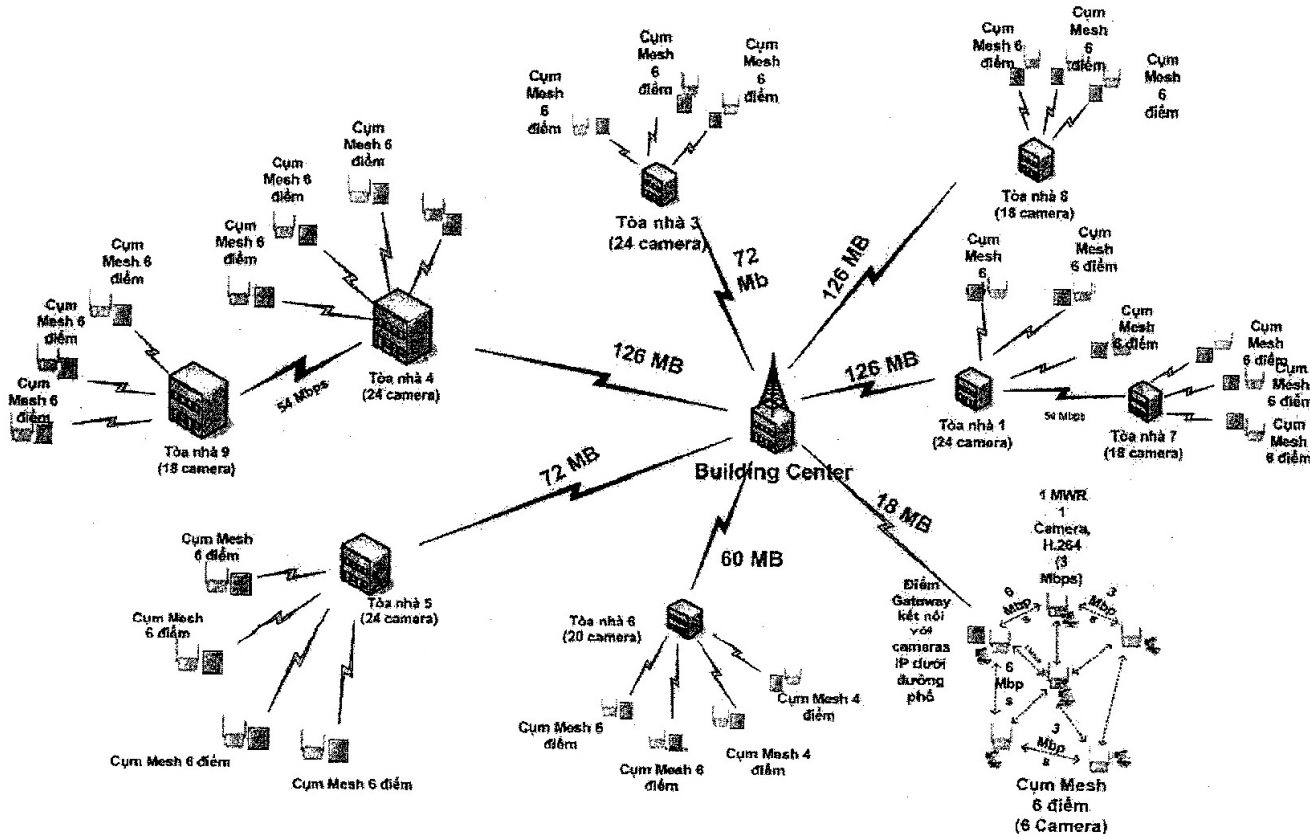 Cụm
Mesh 6
điểm
Cụm
Mesh
6
điểm
Cụm
Mesh
6
điểm
Cụm
Mesh
6
điểm
Tòa nhà 3
(24 camera)
72
Mb
Cụm
Mesh 6
điểm
Cụm
Mesh
6
điểm
Cụm
Mesh
6
điểm
Tòa nhà 8
(18 camera)
126 MB
Cụm
Mesh 6
điểm
Cụm
Mesh 6
điểm
Cụm
Mesh 6
điểm
Tòa nhà 4
(24 camera)
126 MB
Cụm
Mesh 6
điểm
Cụm
Mesh 6
điểm
Cụm
Mesh 6
điểm
Tòa nhà 9
(18 camera)
54 Mbps
Cụm
Mesh
6
Cụm
Mesh
6 điểm
Cụm
Mesh
6 điểm
Tòa nhà 1
(24 camera)
126 MB
54 Mbps
Cụm
Mesh
6 điểm
Cụm
Mesh
6 điểm
Cụm
Mesh
6 điểm
Tòa nhà 7
(18 camera)
Building Center
72 MB
Cụm Mesh
6 điểm
Cụm Mesh
6 điểm
Cụm Mesh 6 điểm
Cụm Mesh 6 điểm
Tòa nhà 5
(24 camera)
60 MB
Tòa nhà 6
(20 camera)
Cụm Mesh 6
điểm
Cụm Mesh 6
điểm
Cụm Mesh 4
điểm
Cụm Mesh 4
điểm
18 MB
1 MWR
1
Camera,
H.264
(3
Mbps)
Điểm
Gateway
kết nối
với
cameras
IP dưới
đường
phố
Mbp
s
3
Mbp
s
6
Mbp
s
3
Mbp
s
Cụm Mesh
6 điểm
(6 Camera)